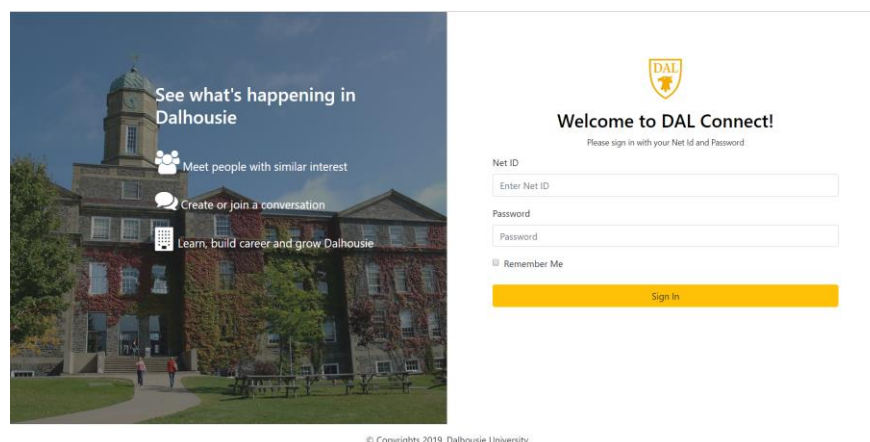 See what's happening in
Dalhousie
Meet people with similar interest
Create or join a conversation
Learn, build career and grow Dalhousie
DAL
Welcome to DAL Connect!
Please sign in with your Net Id and Password
Net ID
Enter Net ID
Password
Password
Remember Me
Sign In
© Copyrights 2019, Dalhousie University